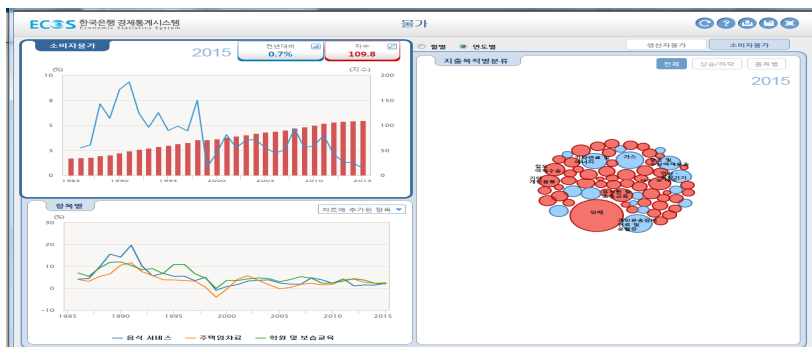 ECOS 한국은행 경제통계시스템
Economic Statistics System
물가
소비자물가
2015
전년대비
0.7%
지수
109.8
(%)
(지수)
10
8
5
3
0
200
150
100
50
0
1985
1990
1995
2000
2005
2010
2015
월별
연도별
생산자물가
소비자물가
지출목적별분류
전체
상승/하락
품목별
2015
가스
담배
항목별
차트에 추가된 항목
(%)
30
20
10
0
-10
1985
1990
1995
2000
2005
2010
2015
음식 서비스
주택임차료
학원 및 보습교육